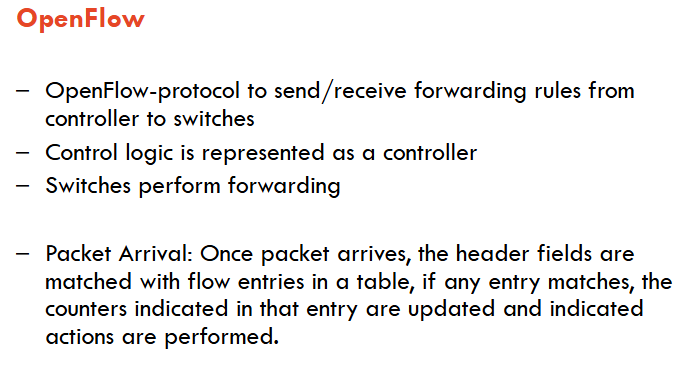 OpenFlow
– OpenFlow-protocol to send/receive forwarding rules from
controller to switches
– Control logic is represented as a controller
– Switches perform forwarding
– Packet Arrival: Once packet arrives, the header fields are
matched with flow entries in a table, if any entry matches, the
counters indicated in that entry are updated and indicated
actions are performed.